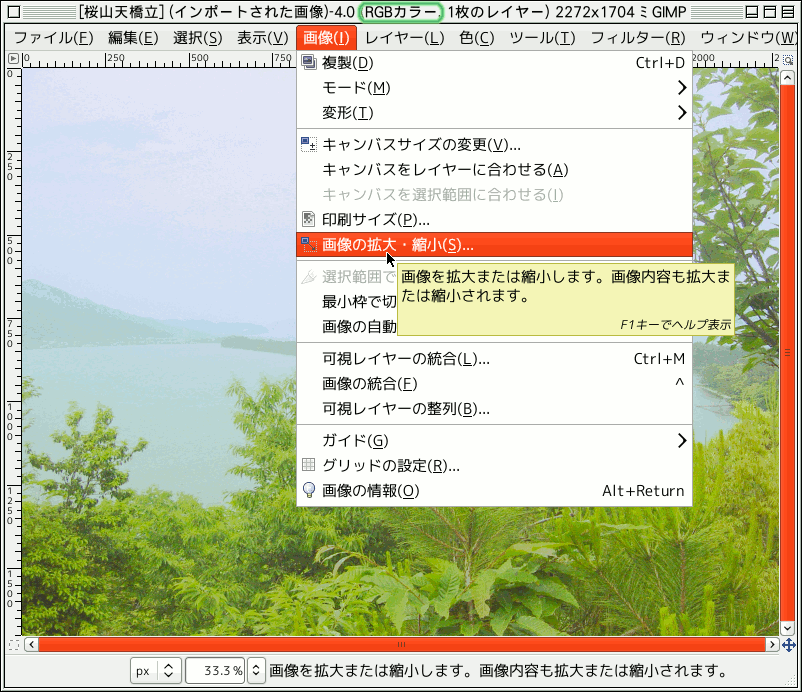 [桜山天橋立] (インポートされた画像)-4.0 (RGBカラー, 1枚のレイヤー) 2272x1704 ミ GIMP
ファイル(F) 編集(E) 選択(S) 表示(V) 画像(I) レイヤー(L) 色(C) ツール(T) フィルター(R) ウィンドウ(W)
0 250 500 750 2000
複製(D) Ctrl+D
モード(M)
変形(T)
キャンバスサイズの変更(V)...
キャンバスをレイヤーに合わせる(A)
キャンバスを選択範囲に合わせる(I)
印刷サイズ(P)...
画像の拡大・縮小(S)...
選択範囲で
最小枠で切
画像の自動
画像を拡大または縮小します。画像内容も拡大ま
たは縮小されます。
F1キーでヘルプ表示
可視レイヤーの統合(L)... Ctrl+M
画像の統合(F) ^
可視レイヤーの整列(B)...
ガイド(G)
グリッドの設定(R)...
画像の情報(O) Alt+Return
0
250
500
750
1000
1250
1500
px 33.3% 画像を拡大または縮小します。画像内容も拡大または縮小されます。